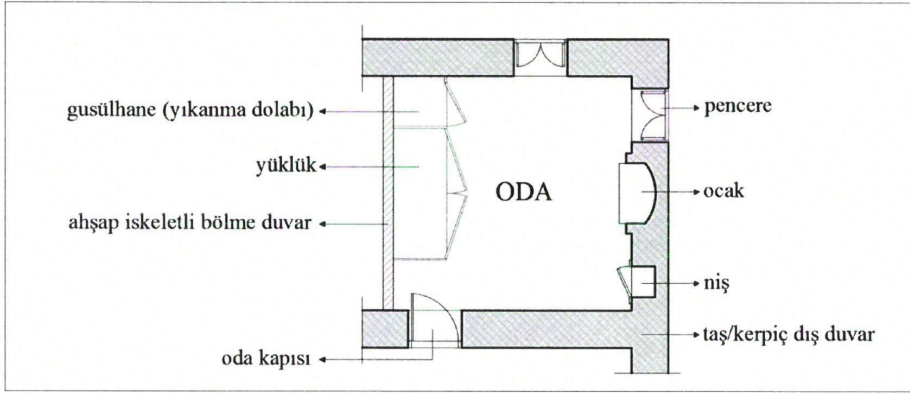 gusülhane (yıkanma dolabı)
pencere
yüklük
ODA
ocak
ahşap iskeletli bölme duvar
niş
taş/kerpiç dış duvar
oda kapısı